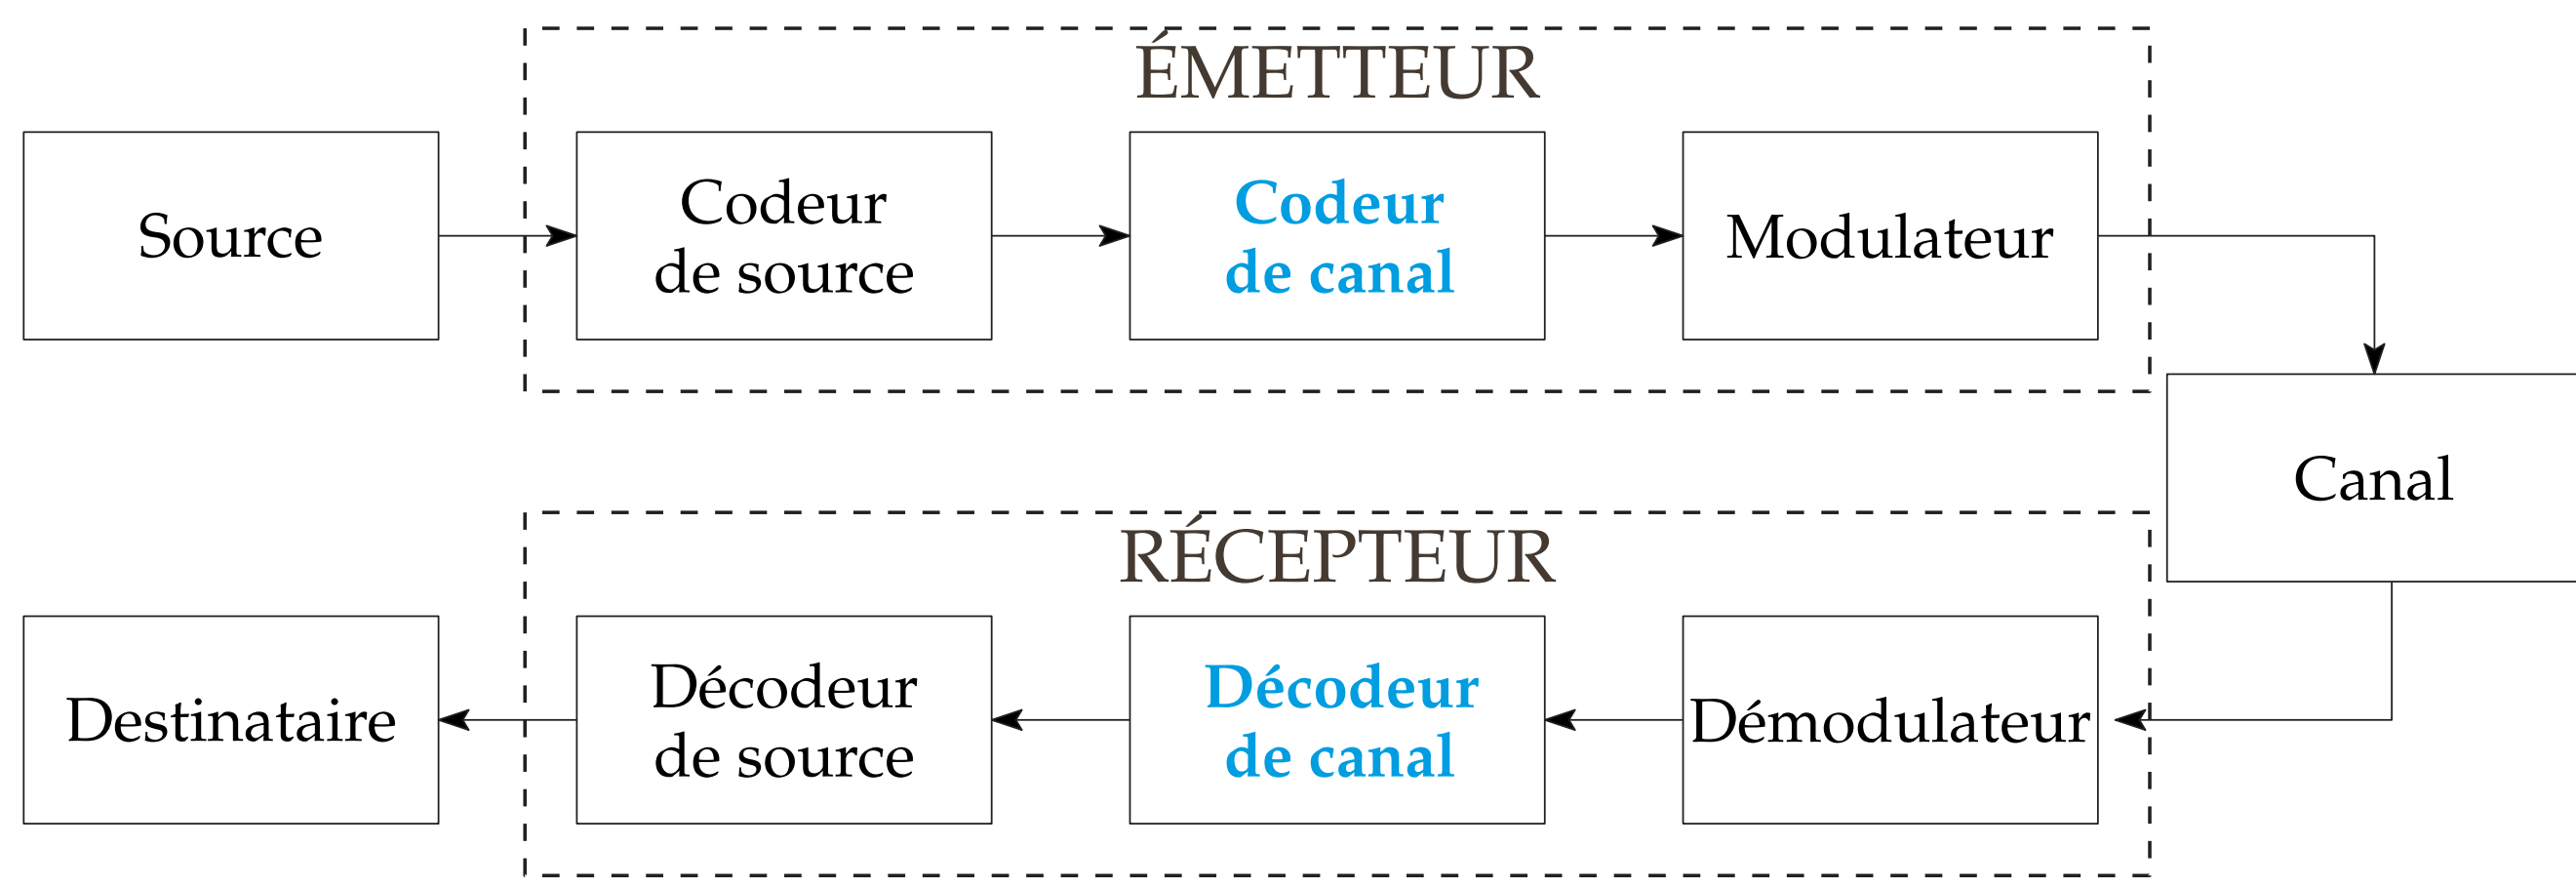 ÉMETTEUR
Source
Codeur
de source
Codeur
de canal
Modulateur
Canal
RÉCEPTEUR
Destinataire
Décodeur
de source
Décodeur
de canal
Démodulateur